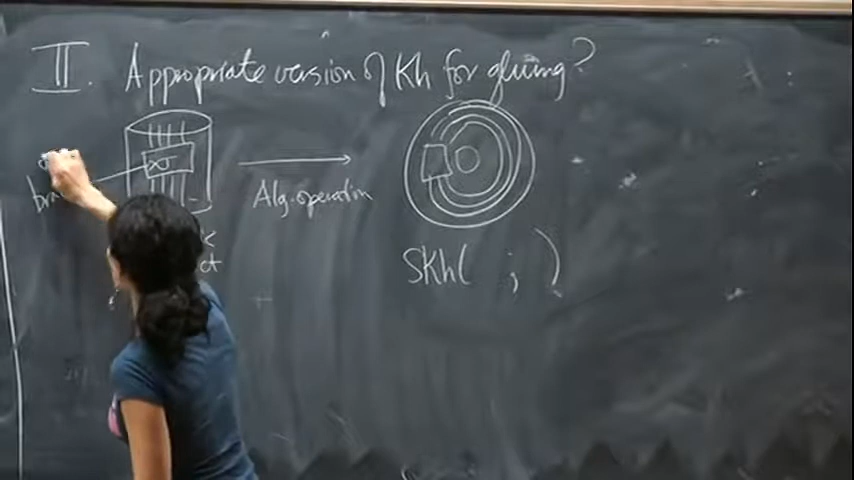 II. Appropriate version of Kh for gluing?
Alg. operation
SKh( ; )